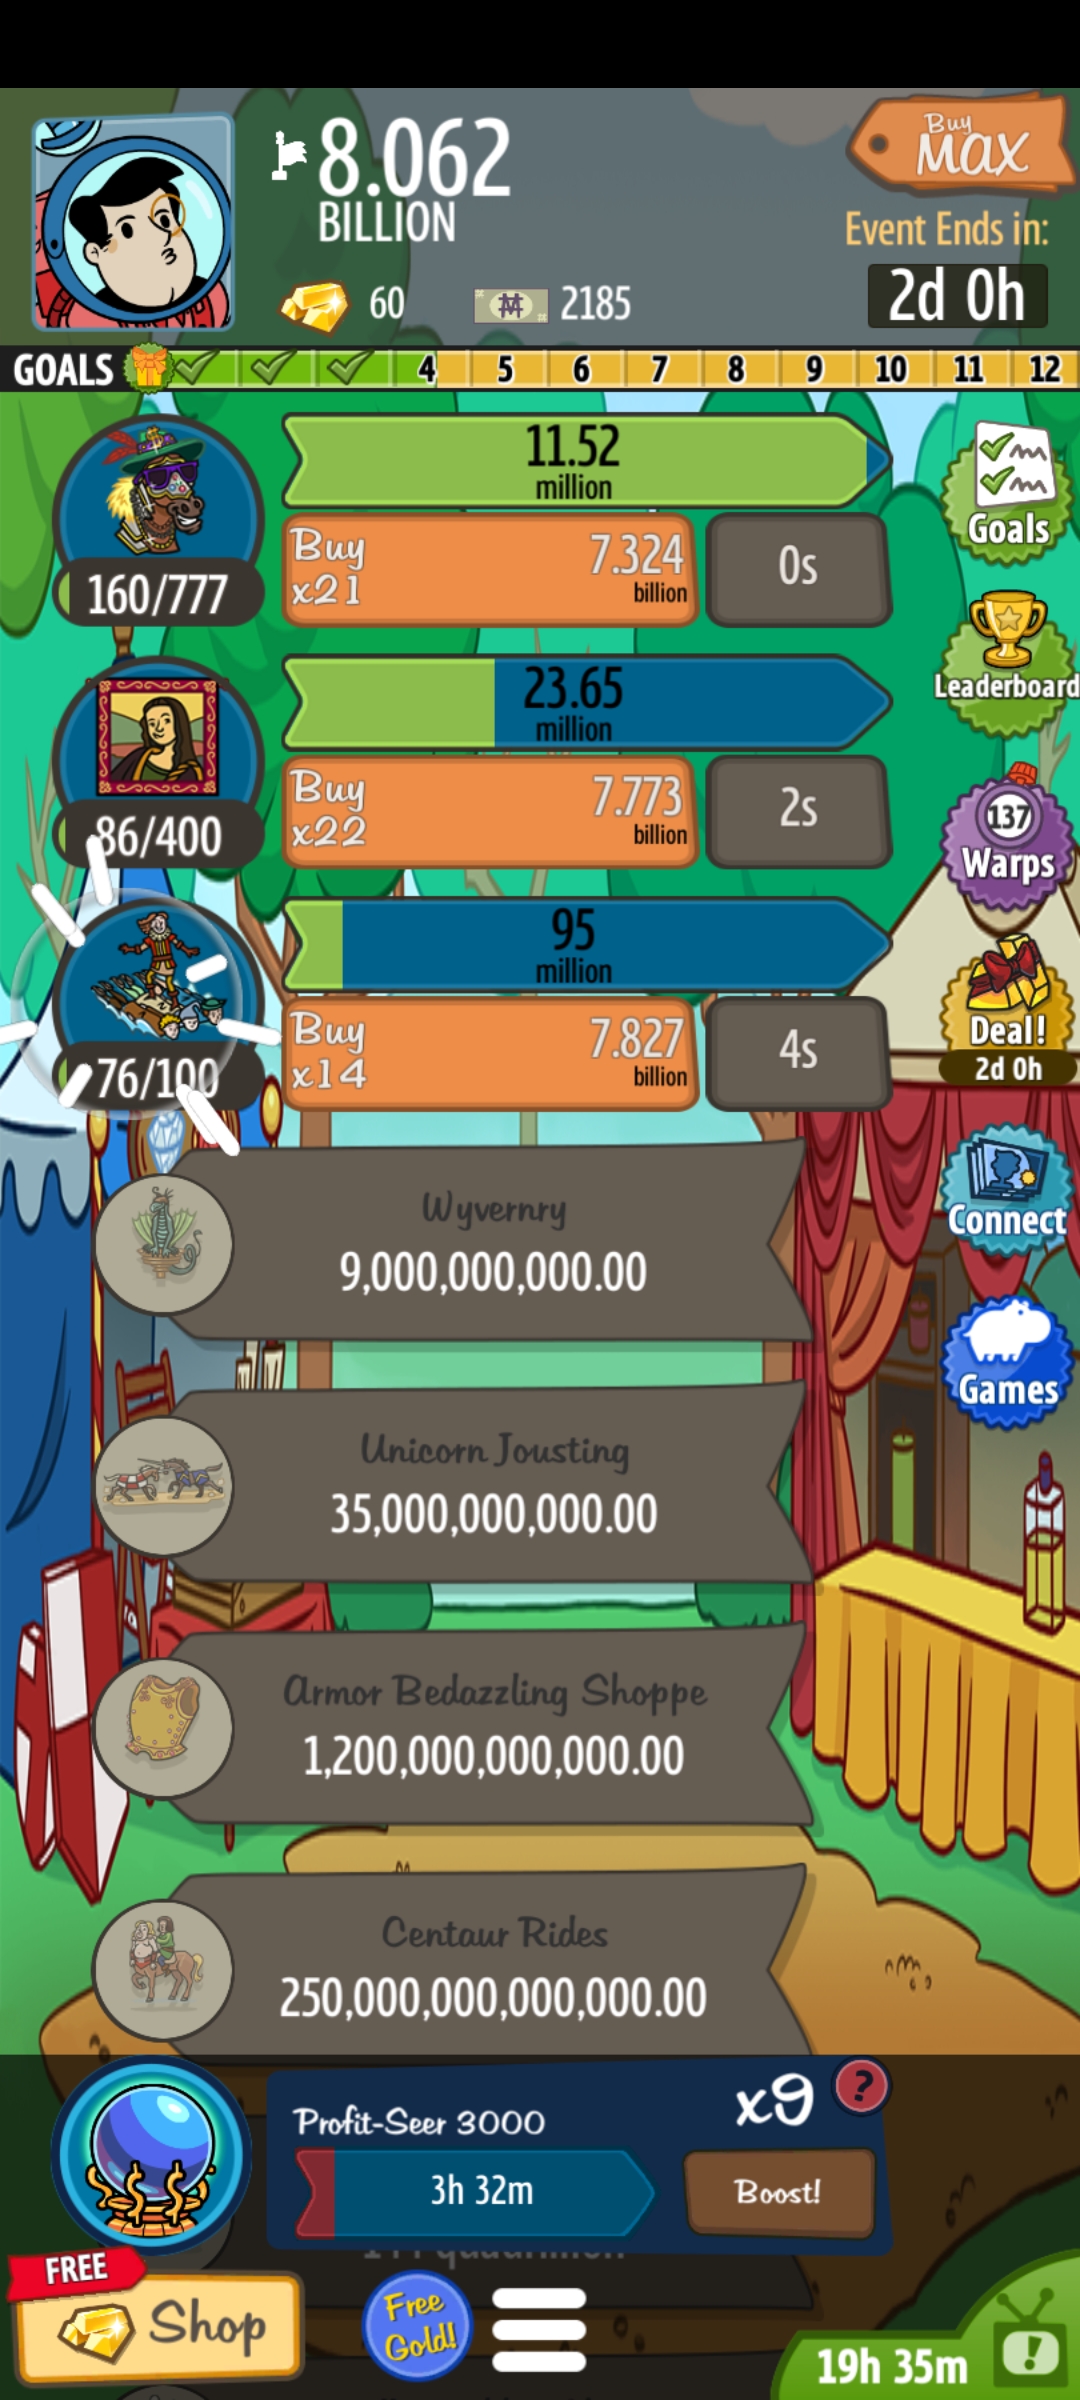 8.062
BILLION
Buy
MAX
Event Ends in:
2d 0h
60
2185
GOALS 4 5 6 7 8 9 10 11 12
11.52
million
Buy
x21
7.324
billion
0s
160/777
Goals
23.65
million
Buy
x22
7.773
billion
2s
86/400
Leaderboard
137
Warps
95
million
Buy
x14
7.827
billion
4s
76/100
Deal!
2d 0h
Wyvernry
9,000,000,000.00
Connect
Unicorn Jousting
35,000,000,000.00
Games
Armor Bedazzling Shoppe
1,200,000,000,000.00
Centaur Rides
250,000,000,000,000.00
Profit-Seer 3000
x9
?
3h 32m
Boost!
FREE
Shop
Free
Gold!
19h 35m
!